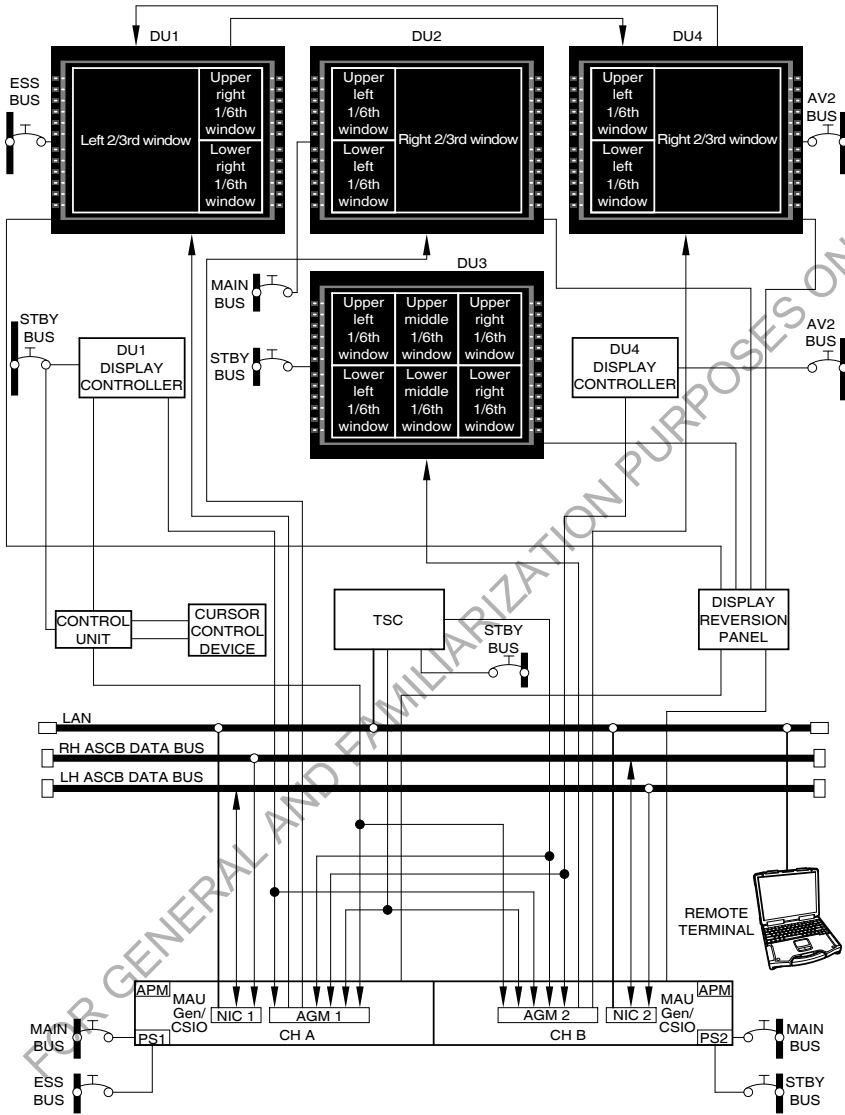 DU1
DU2
DU4
ESS
BUS
Left 2/3rd window
Upper
right
1/6th
window
Lower
right
1/6th
window
Upper
left
1/6th
window
Lower
left
1/6th
window
Right 2/3rd window
Upper
left
1/6th
window
Lower
left
1/6th
window
Right 2/3rd window
AV2
BUS
MAIN
BUS
DU3
STBY
BUS
DU1
DISPLAY
CONTROLLER
STBY
BUS
Upper
left
1/6th
window
Upper
middle
1/6th
window
Upper
right
1/6th
window
Lower
left
1/6th
window
Lower
middle
1/6th
window
Lower
right
1/6th
window
DU4
DISPLAY
CONTROLLER
AV2
BUS
CONTROL
UNIT
CURSOR
CONTROL
DEVICE
TSC
STBY
BUS
DISPLAY
REVERSION
PANEL
LAN
RH ASCB DATA BUS
LH ASCB DATA BUS
REMOTE
TERMINAL
APM
MAU
Gen/
CSIO
NIC 1
AGM 1
CH A
PS1
AGM 2
NIC 2
CH B
MAU
Gen/
CSIO
APM
PS2
MAIN
BUS
ESS
BUS
MAIN
BUS
STBY
BUS
FOR GENERAL AND FAMILIARIZATION PURPOSES ON